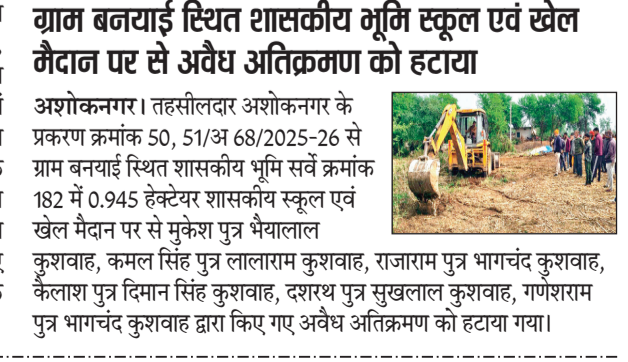 ग्राम बनयाई स्थित शासकीय भूमि स्कूल एवं खेल
मैदान पर से अवैध अतिक्रमण को हटाया
अशोकनगर। तहसीलदार अशोकनगर के
प्रकरण क्रमांक 50, 51/अ 68/2025-26 से
ग्राम बनयाई स्थित शासकीय भूमि सर्वे क्रमांक
182 में 0.945 हेक्टेयर शासकीय स्कूल एवं
खेल मैदान पर से मुकेश पुत्र भैयालाल
कुशवाह, कमल सिंह पुत्र लालाराम कुशवाह, राजाराम पुत्र भागचंद कुशवाह,
कैलाश पुत्र दिमान सिंह कुशवाह, दशरथ पुत्र सुखलाल कुशवाह, गणेशराम
पुत्र भागचंद कुशवाह द्वारा किए गए अवैध अतिक्रमण को हटाया गया।